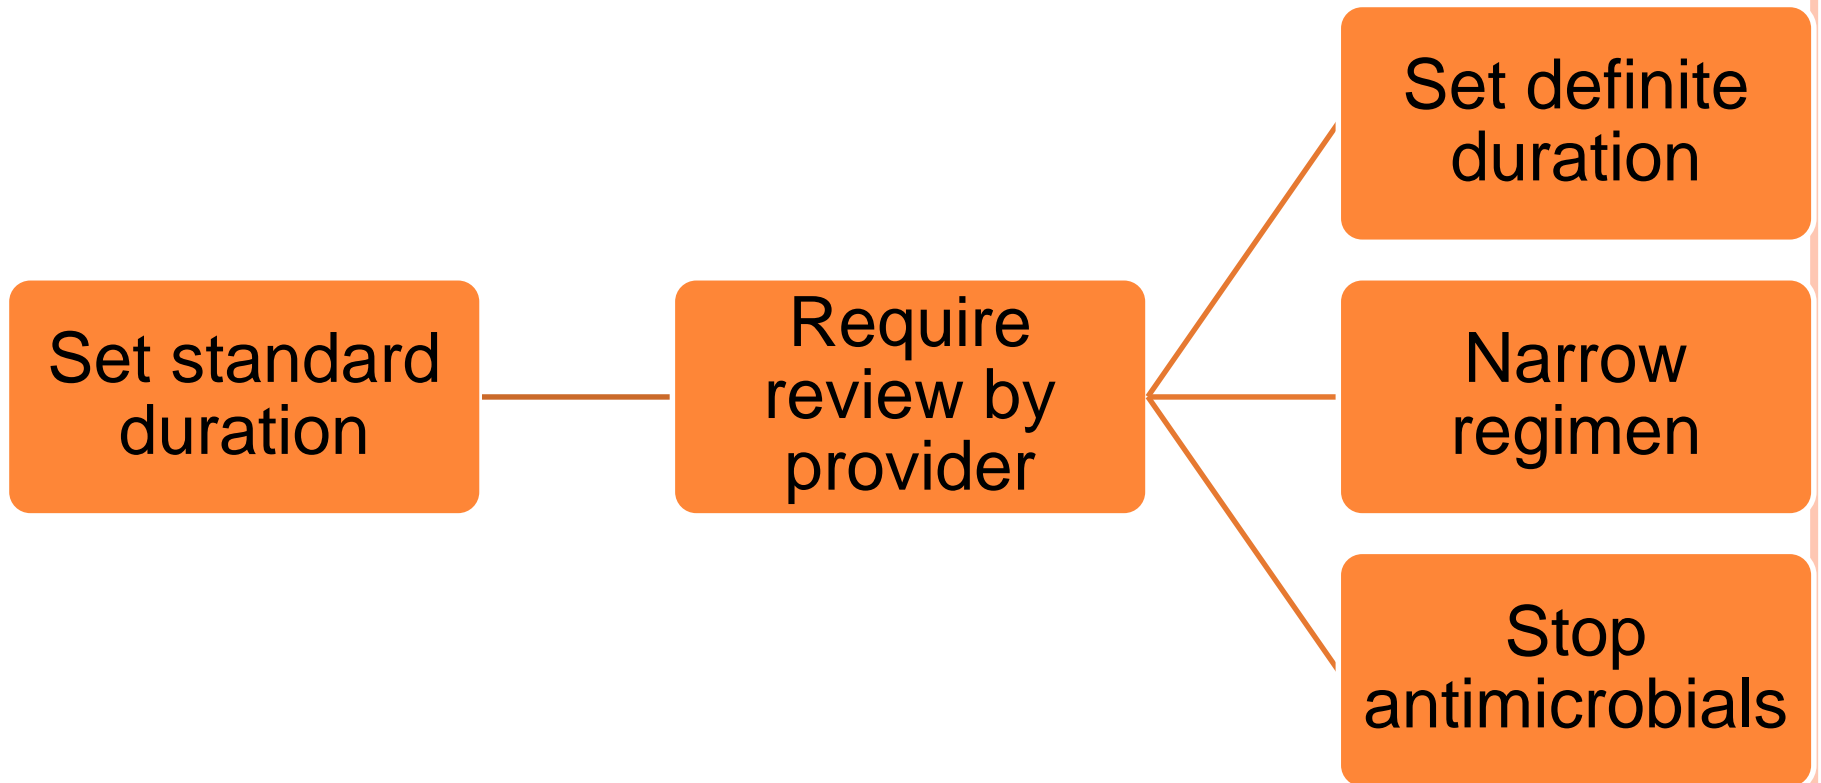 Set standard
duration
Require
review by
provider
Set definite
duration
Narrow
regimen
Stop
antimicrobials